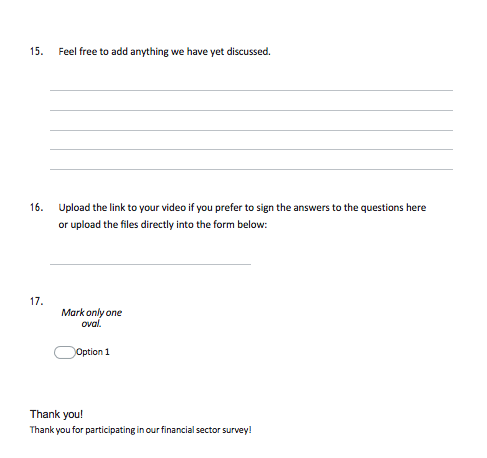 15. Feel free to add anything we have yet discussed.
16. Upload the link to your video if you prefer to sign the answers to the questions here
or upload the files directly into the form below:
17.
Mark only one
oval.
Option 1
Thank you!
Thank you for participating in our financial sector survey!